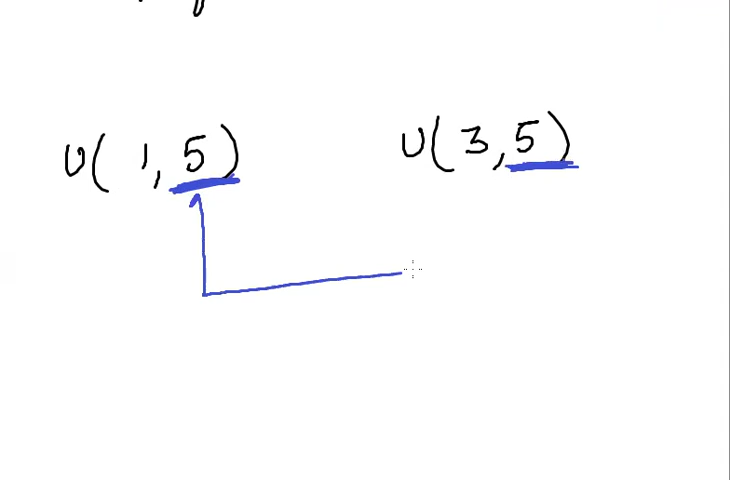 U( 1, 5) U( 3, 5)